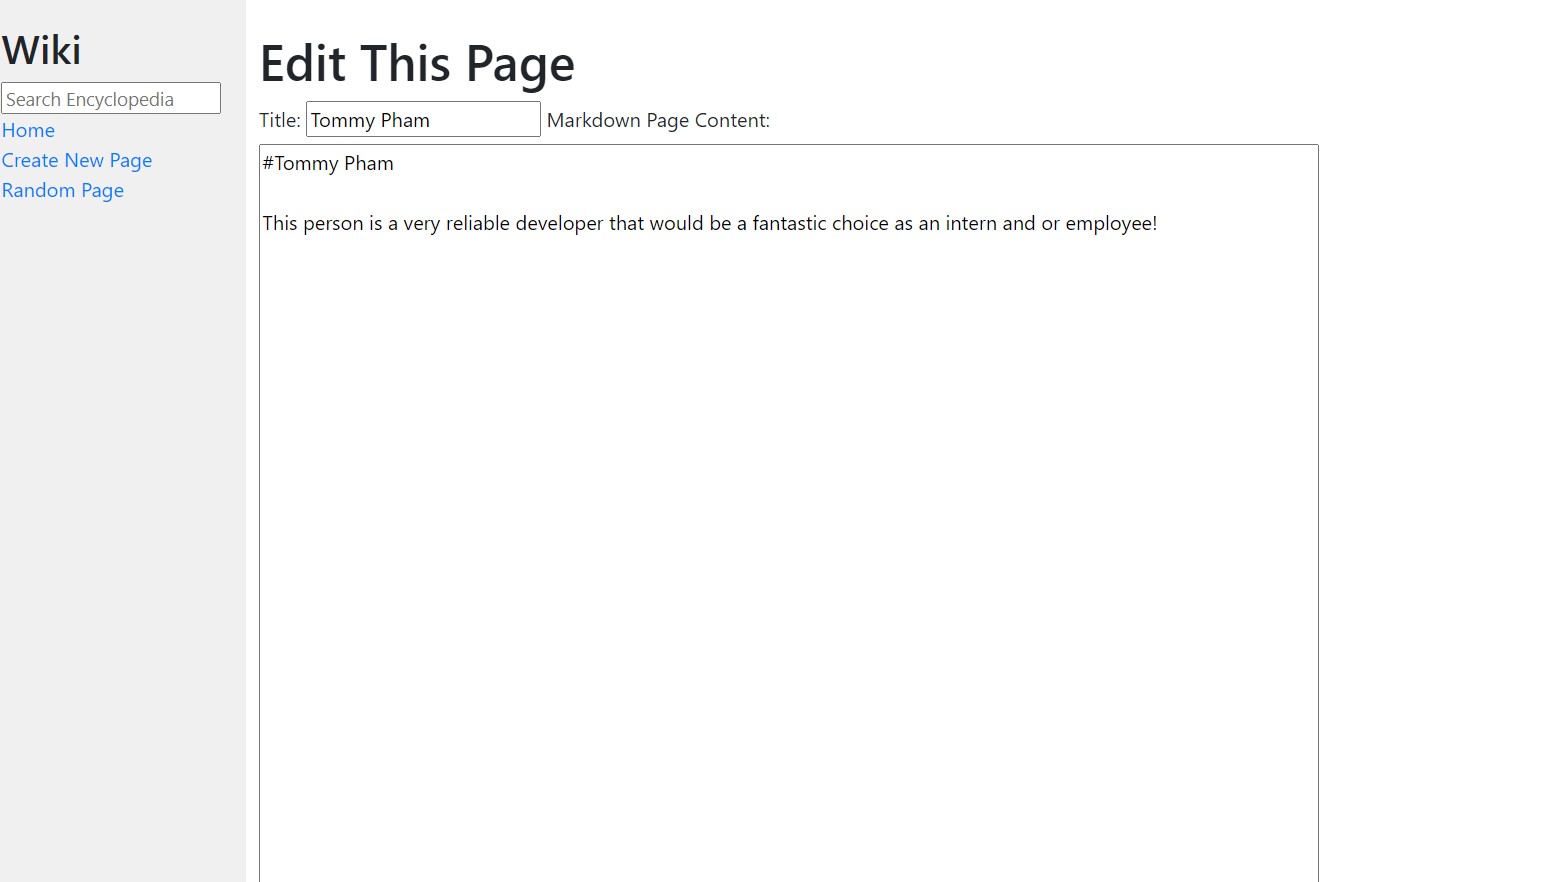 Wiki
Search Encyclopedia
Home
Create New Page
Random Page
Edit This Page
Title: Tommy Pham Markdown Page Content:
#Tommy Pham
This person is a very reliable developer that would be a fantastic choice as an intern and or employee!